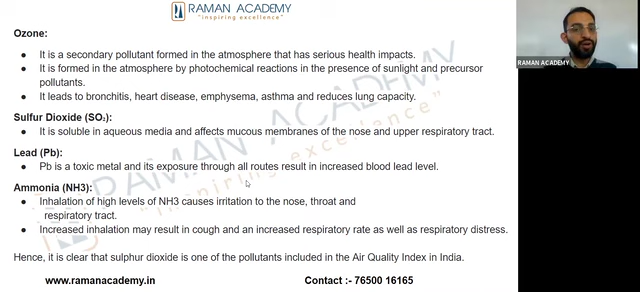 RAMAN ACADEMY
"inspiring excellence"
Ozone:
● It is a secondary pollutant formed in the atmosphere that has serious health impacts.
● It is formed in the atmosphere by photochemical reactions in the presence of sunlight and precursor
pollutants.
● It leads to bronchitis, heart disease, emphysema, asthma and reduces lung capacity.
Sulfur Dioxide (SO₂):
● It is soluble in aqueous media and affects mucous membranes of the nose and upper respiratory tract.
Lead (Pb):
● Pb is a toxic metal and its exposure through all routes result in increased blood lead level.
Ammonia (NH3):
● Inhalation of high levels of NH3 causes irritation to the nose, throat and
respiratory tract.
● Increased inhalation may result in cough and an increased respiratory rate as well as respiratory distress.
Hence, it is clear that sulphur dioxide is one of the pollutants included in the Air Quality Index in India.
www.ramanacademy.in Contact :- 76500 16165
RAMAN ACADEMY
"inspiring excellence"
RAMAN ACADEMY